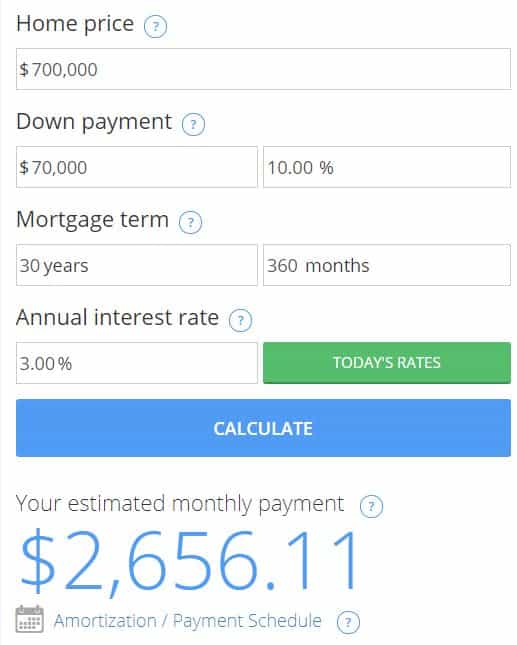 Home price ?
$700,000
Down payment ?
$70,000 10.00 %
Mortgage term ?
30 years 360 months
Annual interest rate ?
3.00% TODAY'S RATES
CALCULATE
Your estimated monthly payment ?
$2,656.11
Amortization / Payment Schedule ?